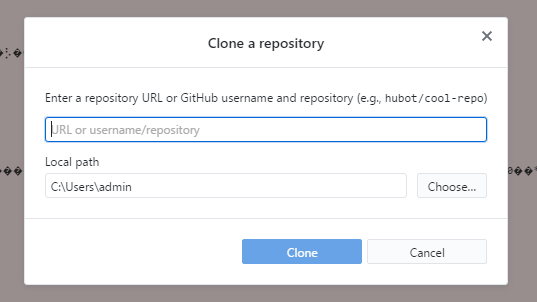 Clone a repository
Enter a repository URL or GitHub username and repository (e.g., hubot/cool-repo)
URL or username/repository
Local path
C:\Users\admin
Choose...
Clone
Cancel